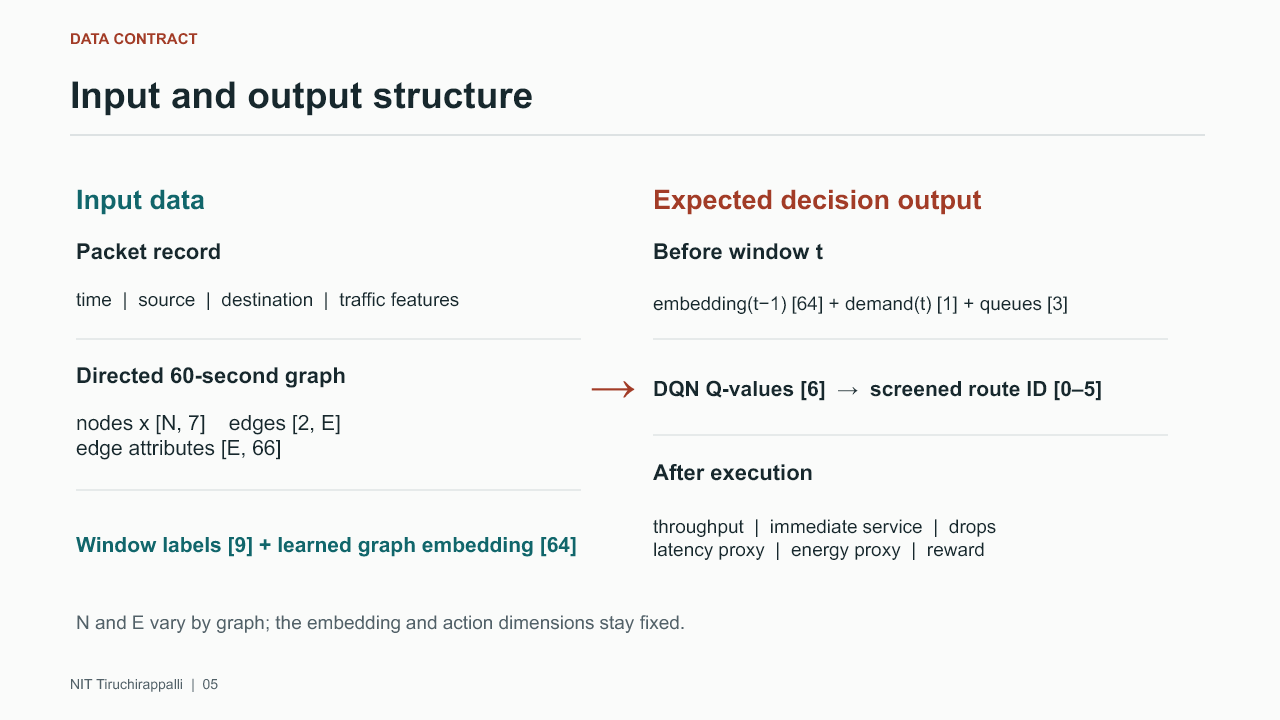 DATA CONTRACT
Input and output structure
Input data
Packet record
time | source | destination | traffic features
Directed 60-second graph
nodes x [N, 7] edges [2, E]
edge attributes [E, 66]
Window labels [9] + learned graph embedding [64]
→
Expected decision output
Before window t
embedding(t−1) [64] + demand(t) [1] + queues [3]
DQN Q-values [6] → screened route ID [0–5]
After execution
throughput | immediate service | drops
latency proxy | energy proxy | reward
N and E vary by graph; the embedding and action dimensions stay fixed.
NIT Tiruchirappalli | 05